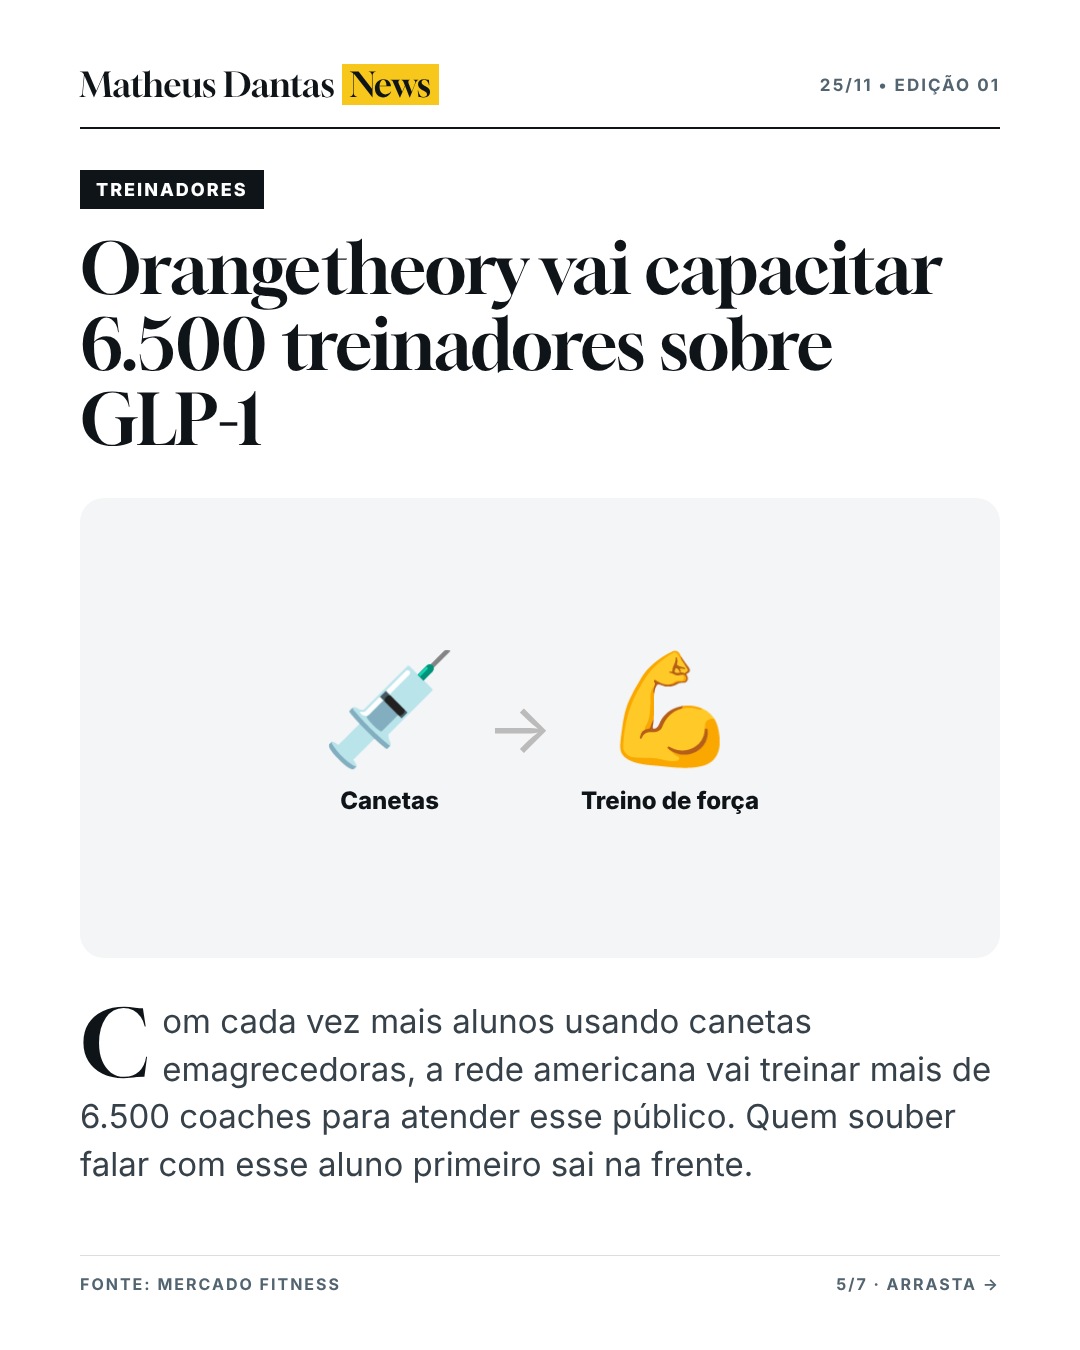 Matheus Dantas News
25/11 • EDIÇÃO 01
TREINADORES
Orangetheory vai capacitar
6.500 treinadores sobre
GLP-1
Canetas
→
Treino de força
Com cada vez mais alunos usando canetas
emagrecedoras, a rede americana vai treinar mais de
6.500 coaches para atender esse público. Quem souber
falar com esse aluno primeiro sai na frente.
FONTE: MERCADO FITNESS
5/7 · ARRASTA →